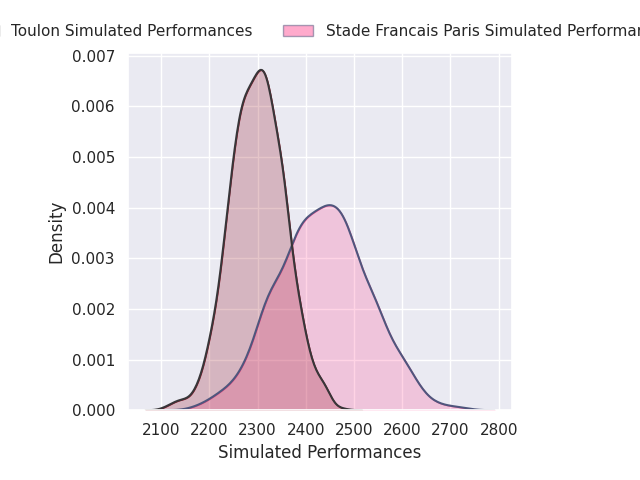 Toulon Simulated Performances
Stade Francais Paris Simulated
0.007
0.006
0.005
0.004
0.003
0.002
0.001
0.000
Density
2100 2200 2300 2400 2500 2600 2700 2800
Simulated Performances